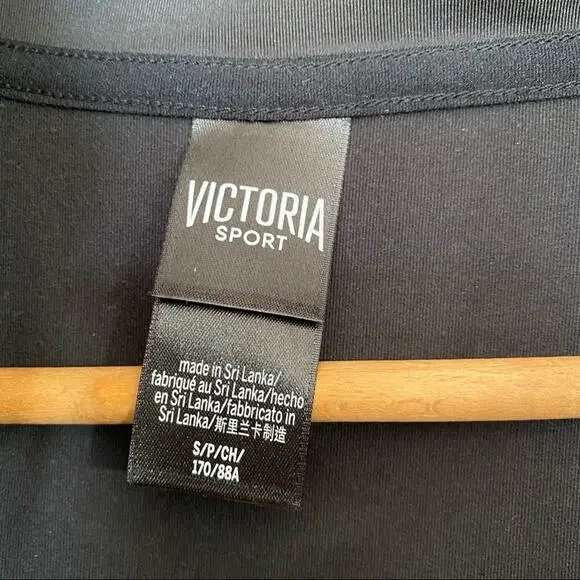 VICTORIA
SPORT
made in Sri Lanka/
fabriqué au Sri Lanka/hecho
en Sri Lanka/fabbricato in
Sri Lanka/斯里兰卡制造
S/P/CH/
170/88A